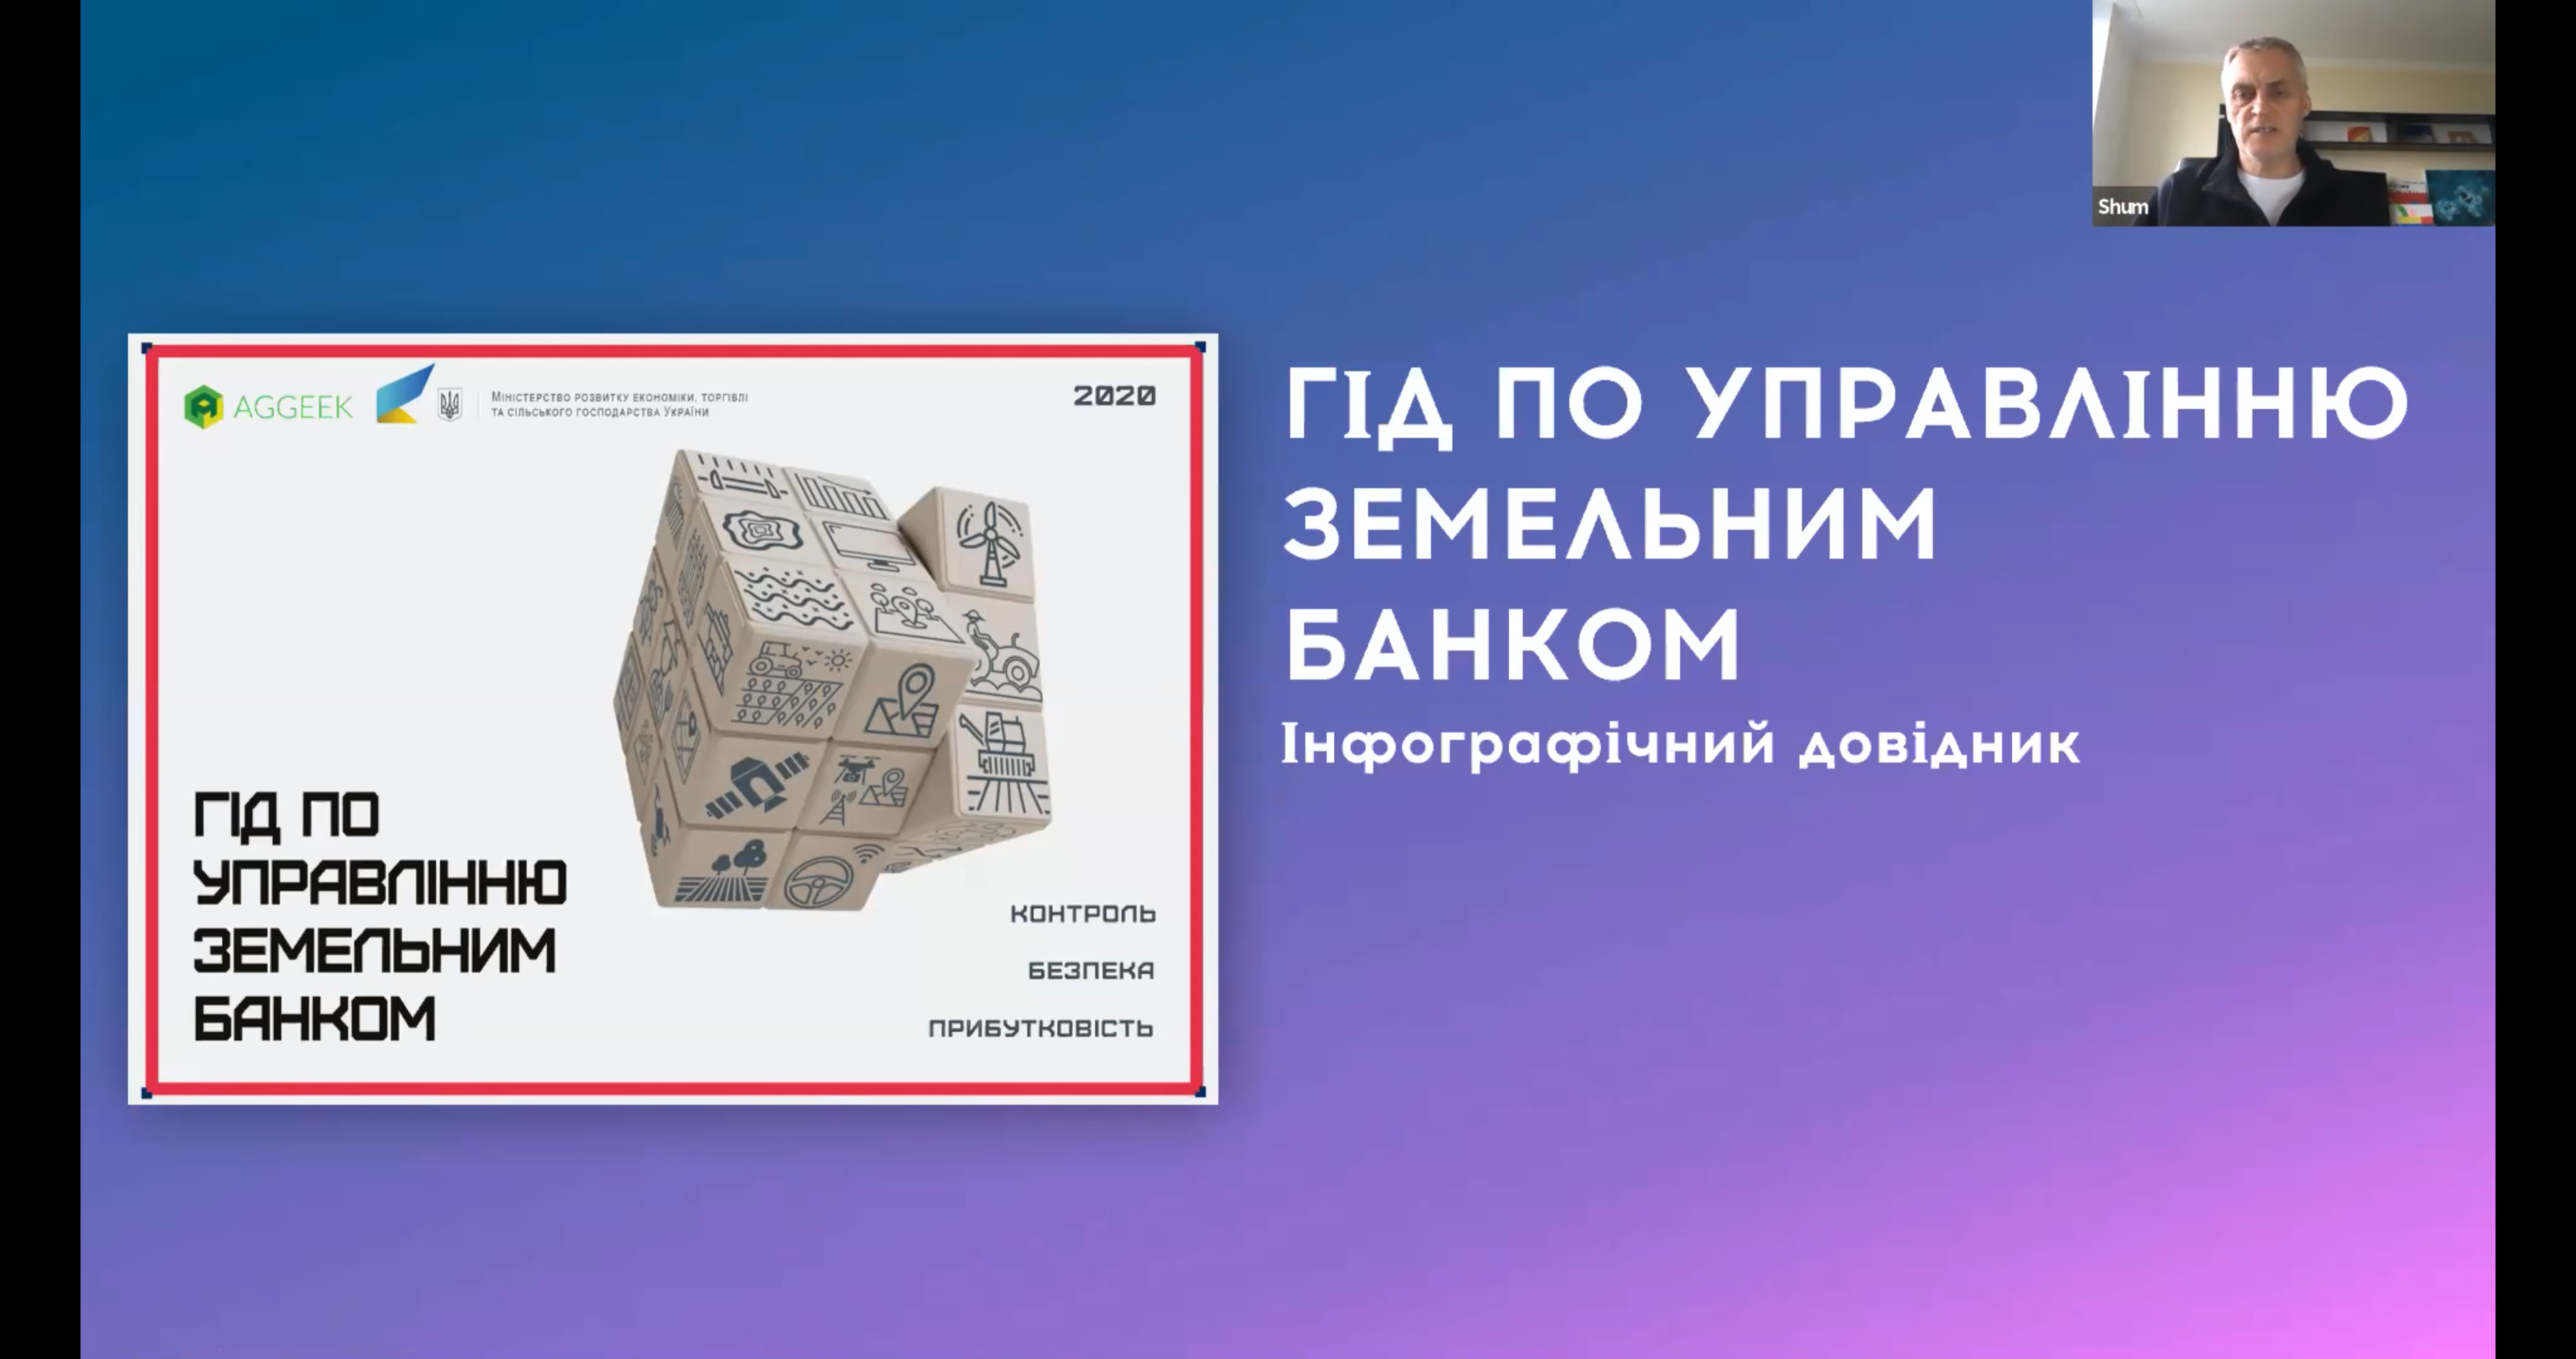 Shum
AGGEEK
МІНІСТЕРСТВО РОЗВИТКУ ЕКОНОМІКИ, ТОРГІВЛІ
ТА СІЛЬСЬКОГО ГОСПОДАРСТВА УКРАЇНИ
2020
ГІД ПО
УПРАВЛІННЮ
ЗЕМЕЛЬНИМ
БАНКОМ
КОНТРОЛЬ
БЕЗПЕКА
ПРИБУТКОВІСТЬ
ГІД ПО УПРАВЛІННЮ
ЗЕМЕЛЬНИМ
БАНКОМ
Інфографічний довідник